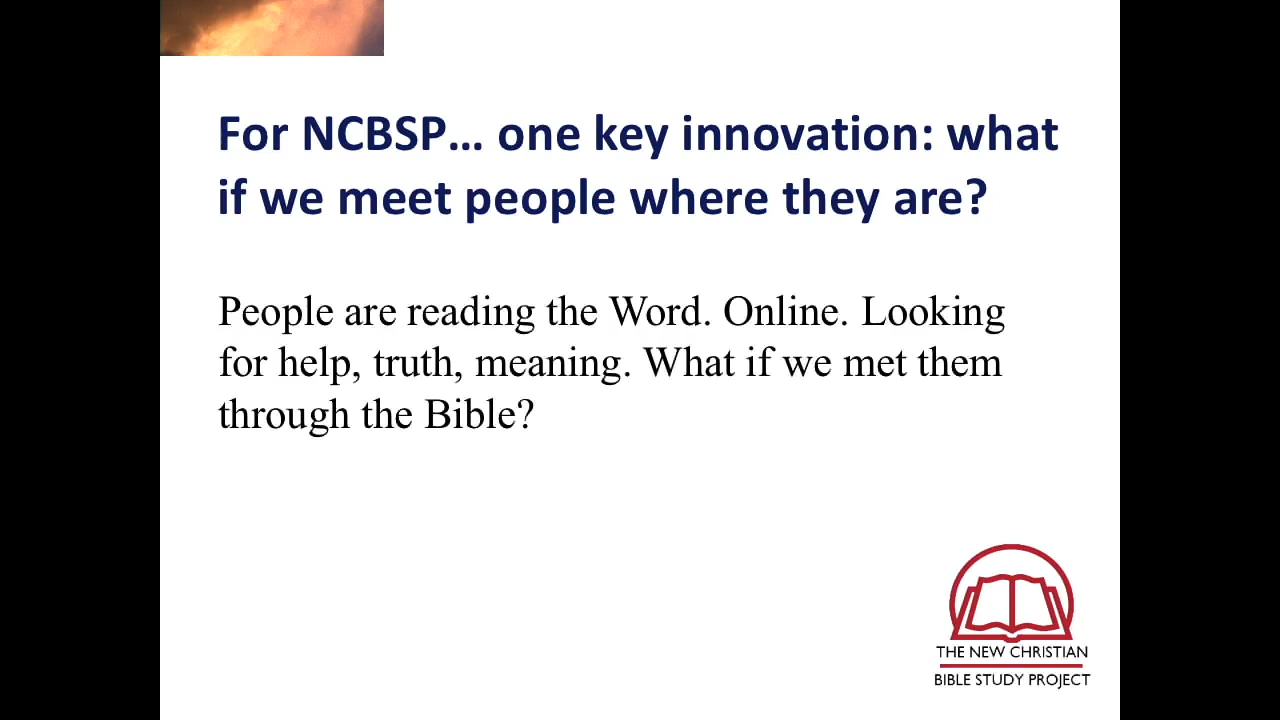 For NCBSP… one key innovation: what
if we meet people where they are?
People are reading the Word. Online. Looking
for help, truth, meaning. What if we met them
through the Bible?
THE NEW CHRISTIAN
BIBLE STUDY PROJECT